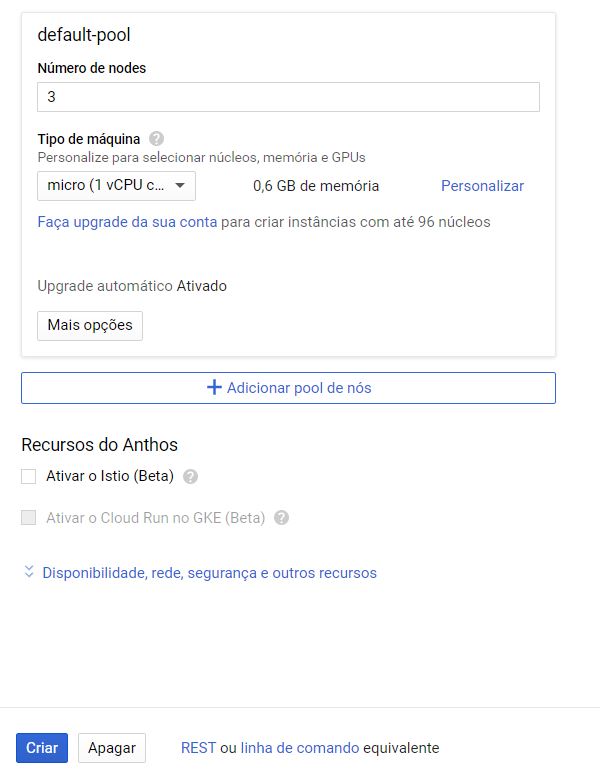 default-pool
Número de nodes
3
Tipo de máquina ?
Personalize para selecionar núcleos, memória e GPUs
micro (1 vCPU c... 0,6 GB de memória Personalizar
Faça upgrade da sua conta para criar instâncias com até 96 núcleos
Upgrade automático Ativado
Mais opções
+ Adicionar pool de nós
Recursos do Anthos
Ativar o Istio (Beta) ?
Ativar o Cloud Run no GKE (Beta) ?
Disponibilidade, rede, segurança e outros recursos
Criar Apagar REST ou linha de comando equivalente